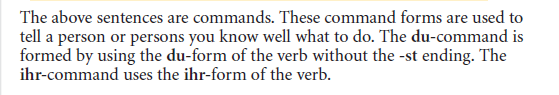 The above sentences are commands. These command forms are used to
tell a person or persons you know well what to do. The du-command is
formed by using the du-form of the verb without the -st ending. The
ihr-command uses the ihr-form of the verb.